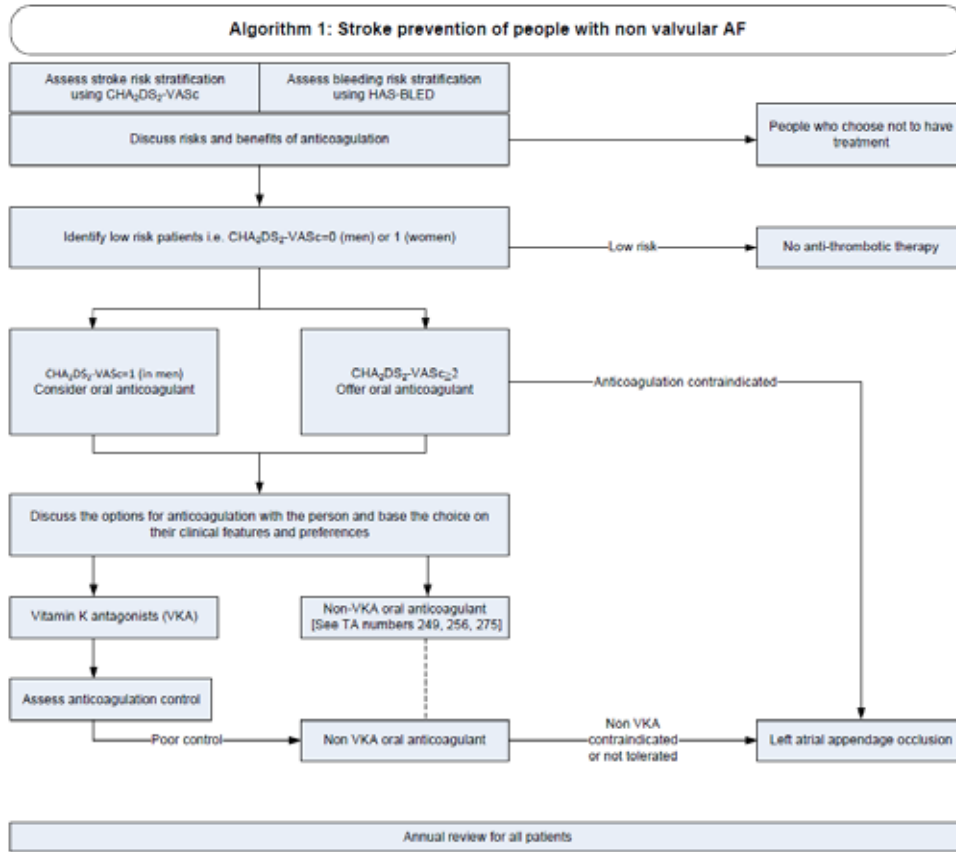 Algorithm 1: Stroke prevention of people with non valvular AF
Assess stroke risk stratification
using CHA₂DS₂-VASc
Assess bleeding risk stratification
using HAS-BLED
Discuss risks and benefits of anticoagulation
People who choose not to have
treatment
Identify low risk patients i.e. CHA₂DS₂-VASc=0 (men) or 1 (women)
Low risk
No anti-thrombotic therapy
CHA₂DS₂-VASc=1 (in men)
Consider oral anticoagulant
CHA₂DS₂-VASc≥2
Offer oral anticoagulant
Anticoagulation contraindicated
Discuss the options for anticoagulation with the person and base the choice on
their clinical features and preferences
Vitamin K antagonists (VKA)
Non-VKA oral anticoagulant
[See TA numbers 249, 256, 275]
Assess anticoagulation control
Poor control
Non VKA oral anticoagulant
Non VKA
contraindicated
or not tolerated
Left atrial appendage occlusion
Annual review for all patients